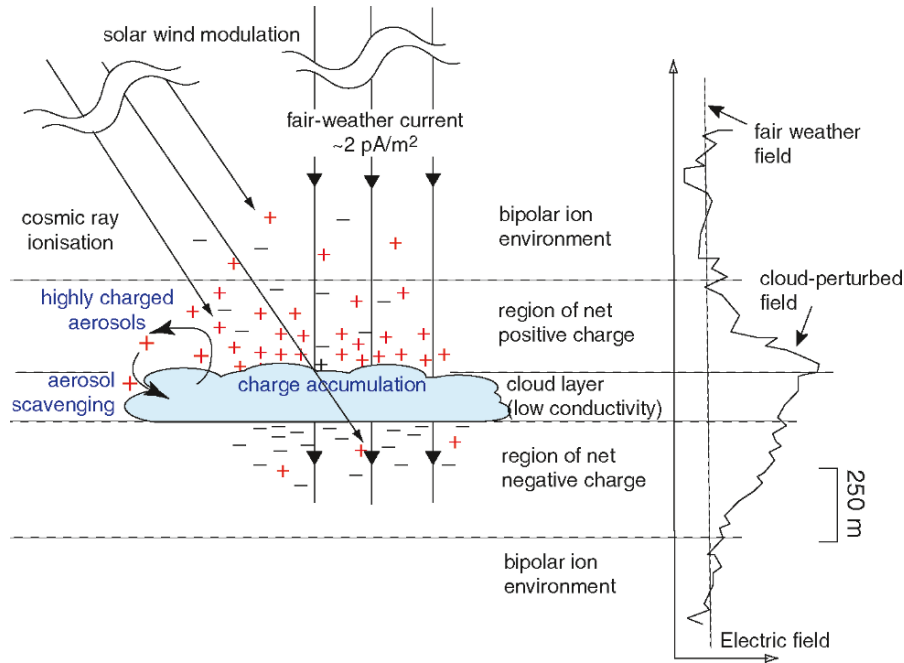 solar wind modulation
fair-weather current
~2 pA/m²
fair weather
field
cosmic ray
ionisation
bipolar ion
environment
highly charged
aerosols
region of net
positive charge
cloud-perturbed
field
aerosol
scavenging
charge accumulation
cloud layer
(low conductivity)
region of net
negative charge
250 m
bipolar ion
environment
Electric field